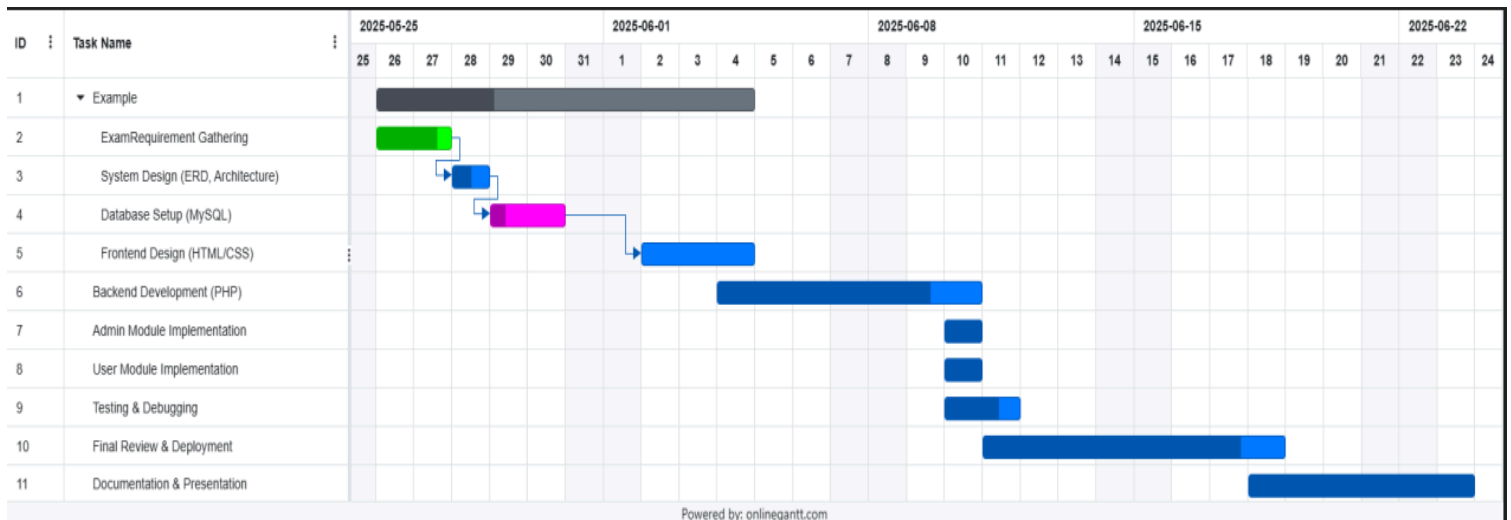 ID Task Name 2025-05-25 2025-06-01 2025-06-08 2025-06-15 2025-06-22
25 26 27 28 29 30 31 1 2 3 4 5 6 7 8 9 10 11 12 13 14 15 16 17 18 19 20 21 22 23 24
1 Example
2 ExamRequirement Gathering
3 System Design (ERD, Architecture)
4 Database Setup (MySQL)
5 Frontend Design (HTML/CSS)
6 Backend Development (PHP)
7 Admin Module Implementation
8 User Module Implementation
9 Testing & Debugging
10 Final Review & Deployment
11 Documentation & Presentation
Powered by: onlinegantt.com